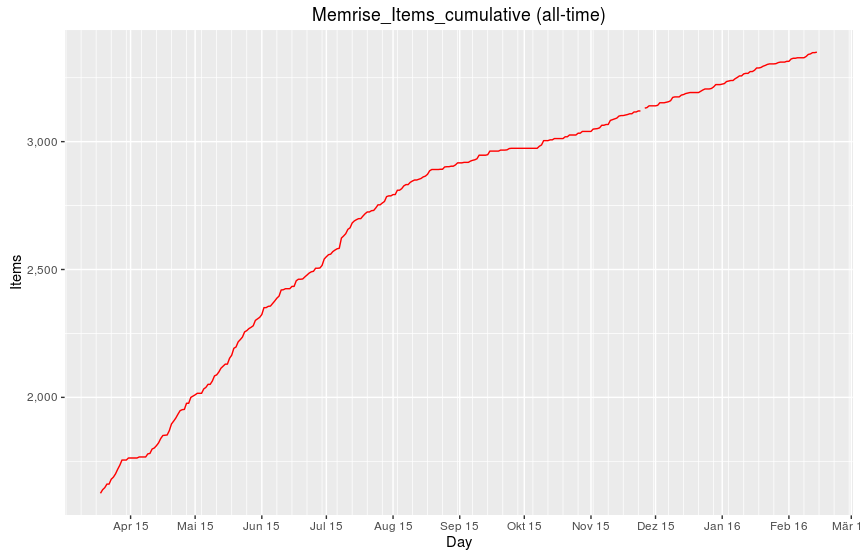 Memrise_Items_cumulative (all-time)
Items
3,000
2,500
2,000
Apr 15 Mai 15 Jun 15 Jul 15 Aug 15 Sep 15 Okt 15 Nov 15 Dez 15 Jan 16 Feb 16 Mär 1
Day